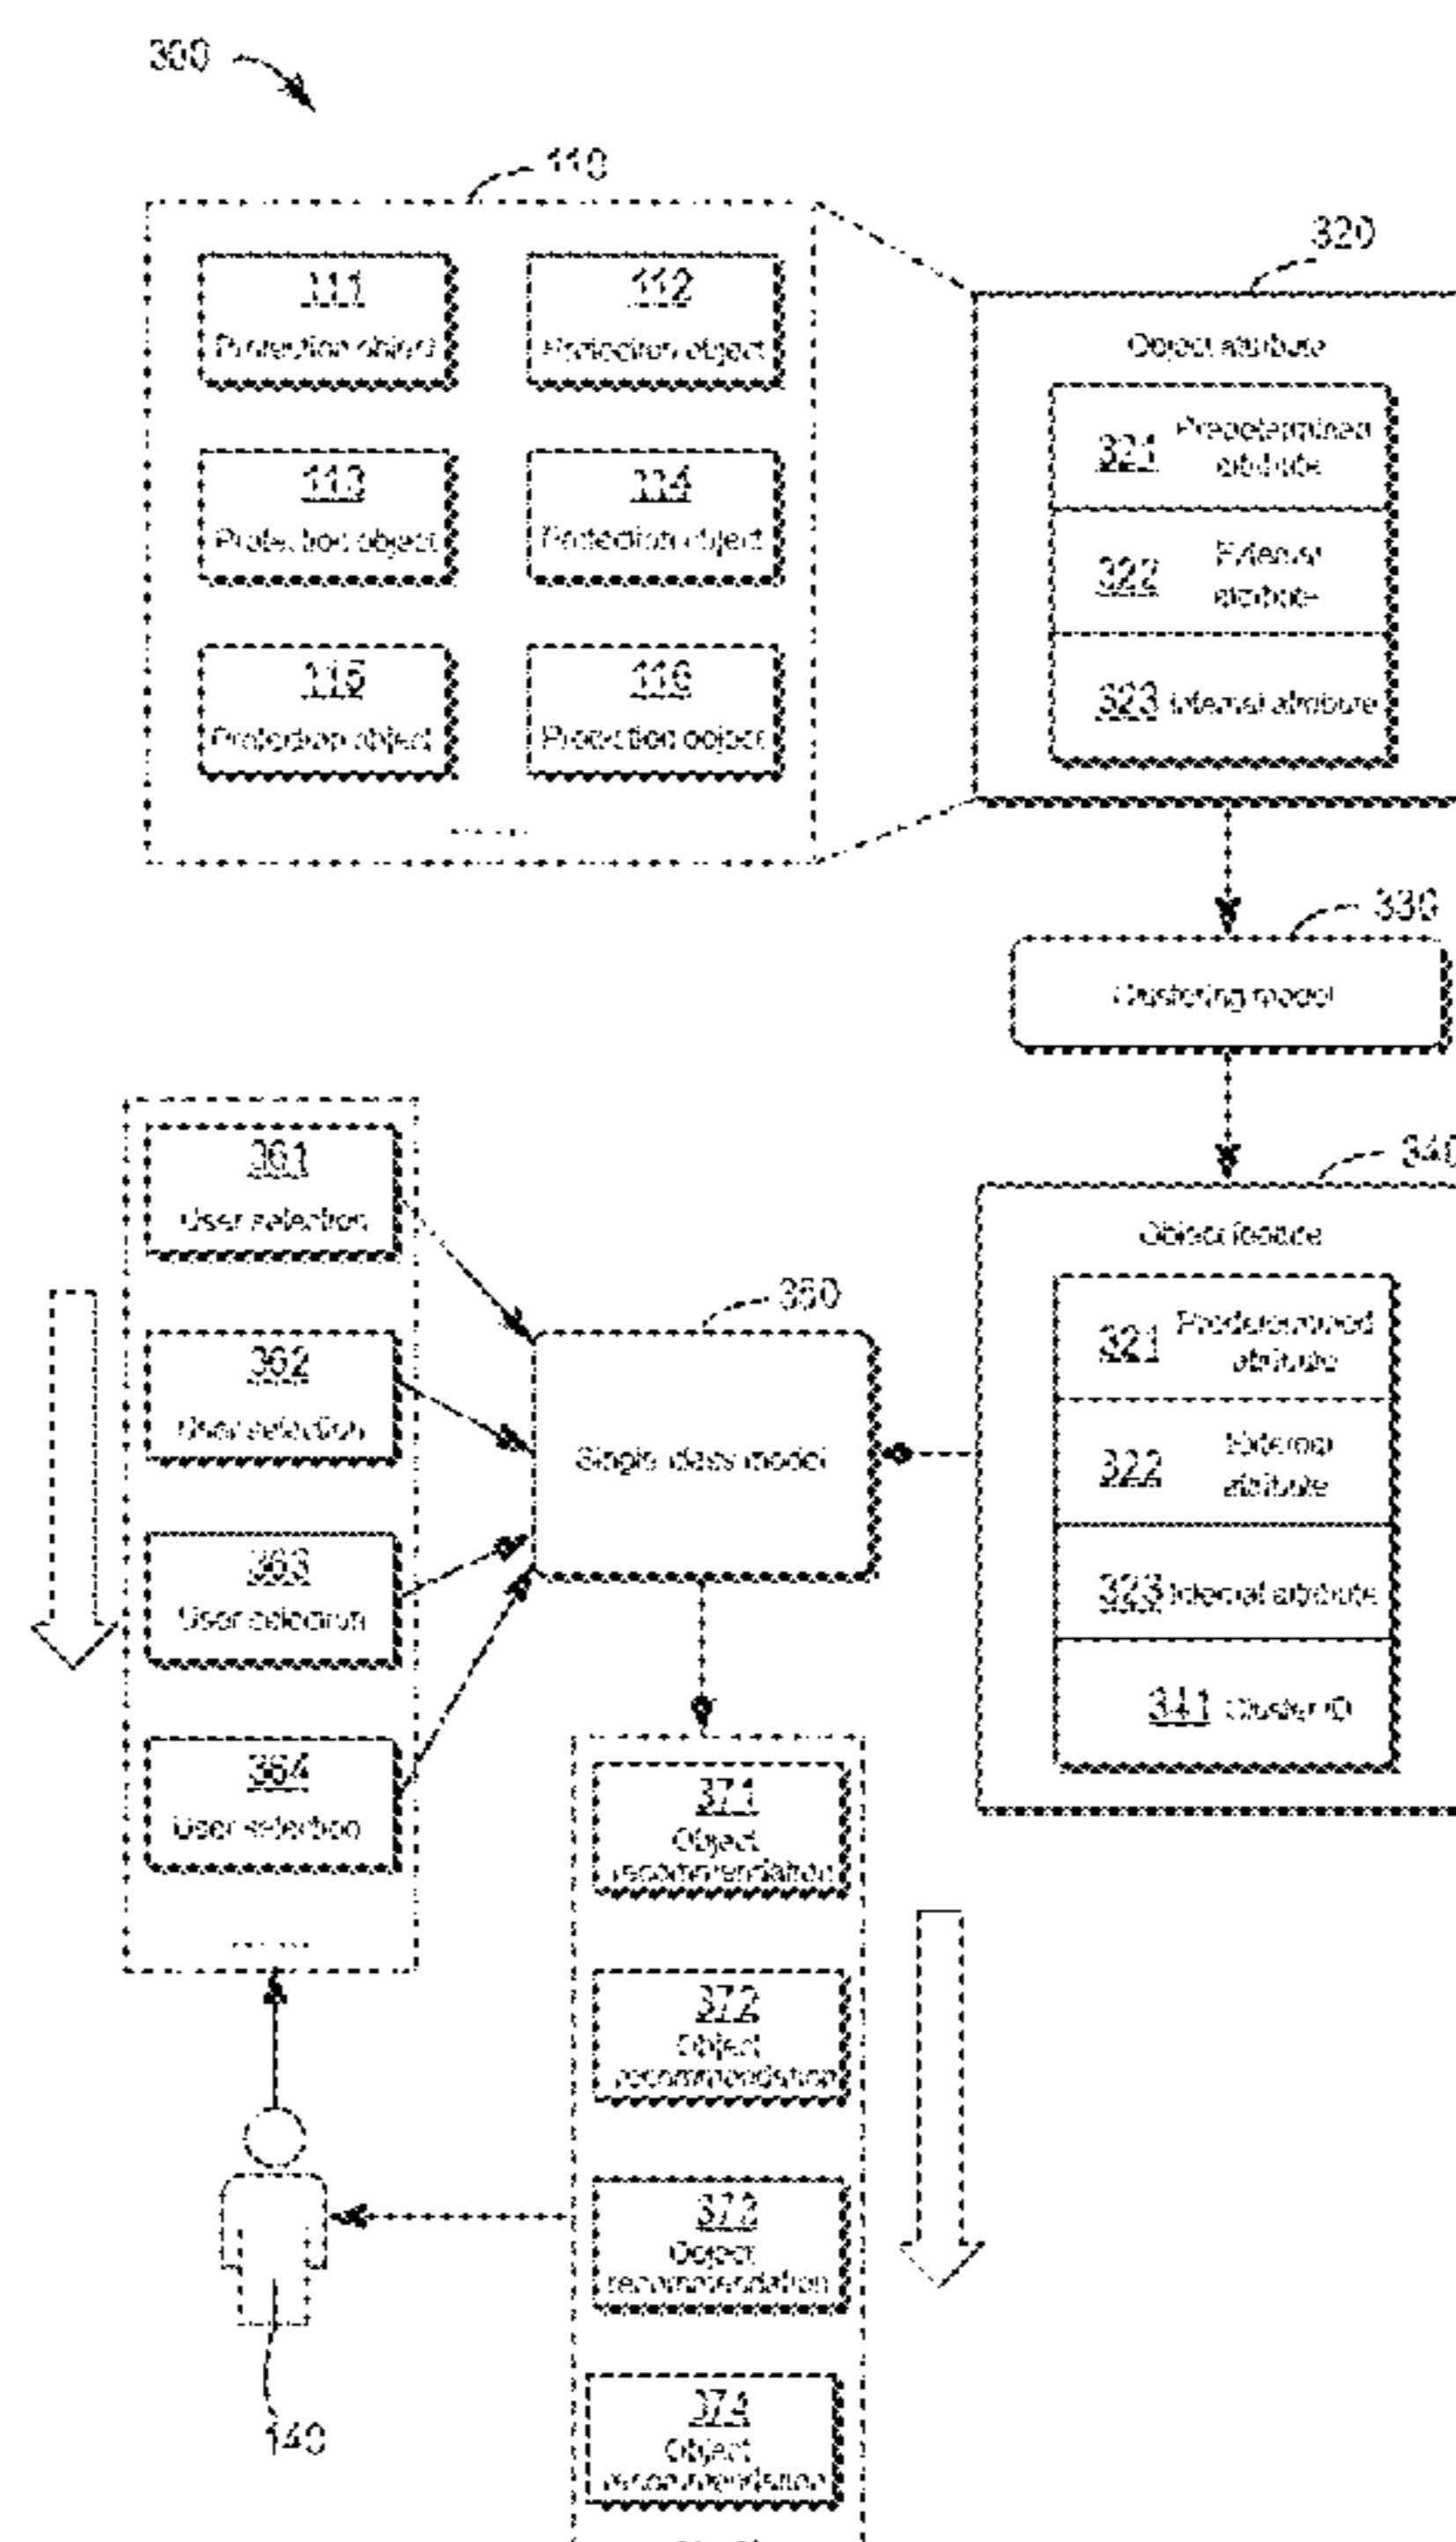 300
110
111
Protection object
112
Protection object
113
Protection object
114
Protection object
115
Protection object
116
Protection object
......
320
Object attribute
321 Predetermined
attribute
322 External
attribute
323 Internal attribute
330
Clustering model
340
Object feature
321 Predetermined
attribute
322 External
attribute
323 Internal attribute
341 Cluster ID
350
Single class model
361
User selection
362
User selection
363
User selection
364
User selection
......
371
Object
recommendation
372
Object
recommendation
373
Object
recommendation
374
Object
recommendation
140